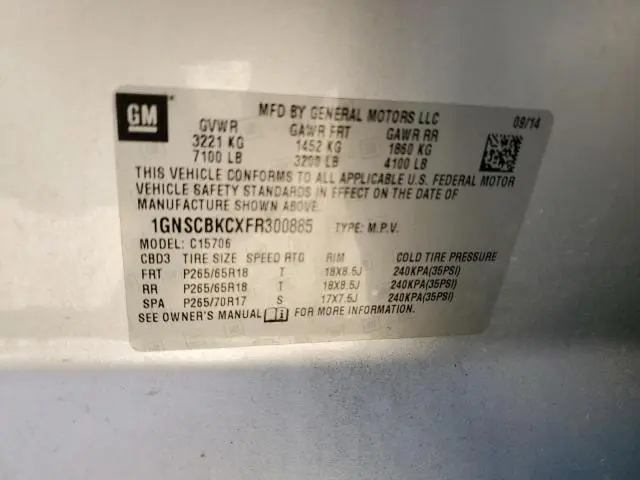 GM
MFD BY GENERAL MOTORS LLC 09/14
GVWR GAWR FRT GAWR RR
3221 KG 1452 KG 1860 KG
7100 LB 3200 LB 4100 LB
THIS VEHICLE CONFORMS TO ALL APPLICABLE U.S. FEDERAL MOTOR
VEHICLE SAFETY STANDARDS IN EFFECT ON THE DATE OF
MANUFACTURE SHOWN ABOVE.
1GNSCBKCXFR300885 TYPE: M.P.V.
MODEL: C15706
CBD3 TIRE SIZE SPEED RTG RIM COLD TIRE PRESSURE
FRT P265/65R18 T 18X8.5J 240KPA(35PSI)
RR P265/65R18 T 18X8.5J 240KPA(35PSI)
SPA P265/70R17 S 17X7.5J 240KPA(35PSI)
SEE OWNER'S MANUAL FOR MORE INFORMATION.